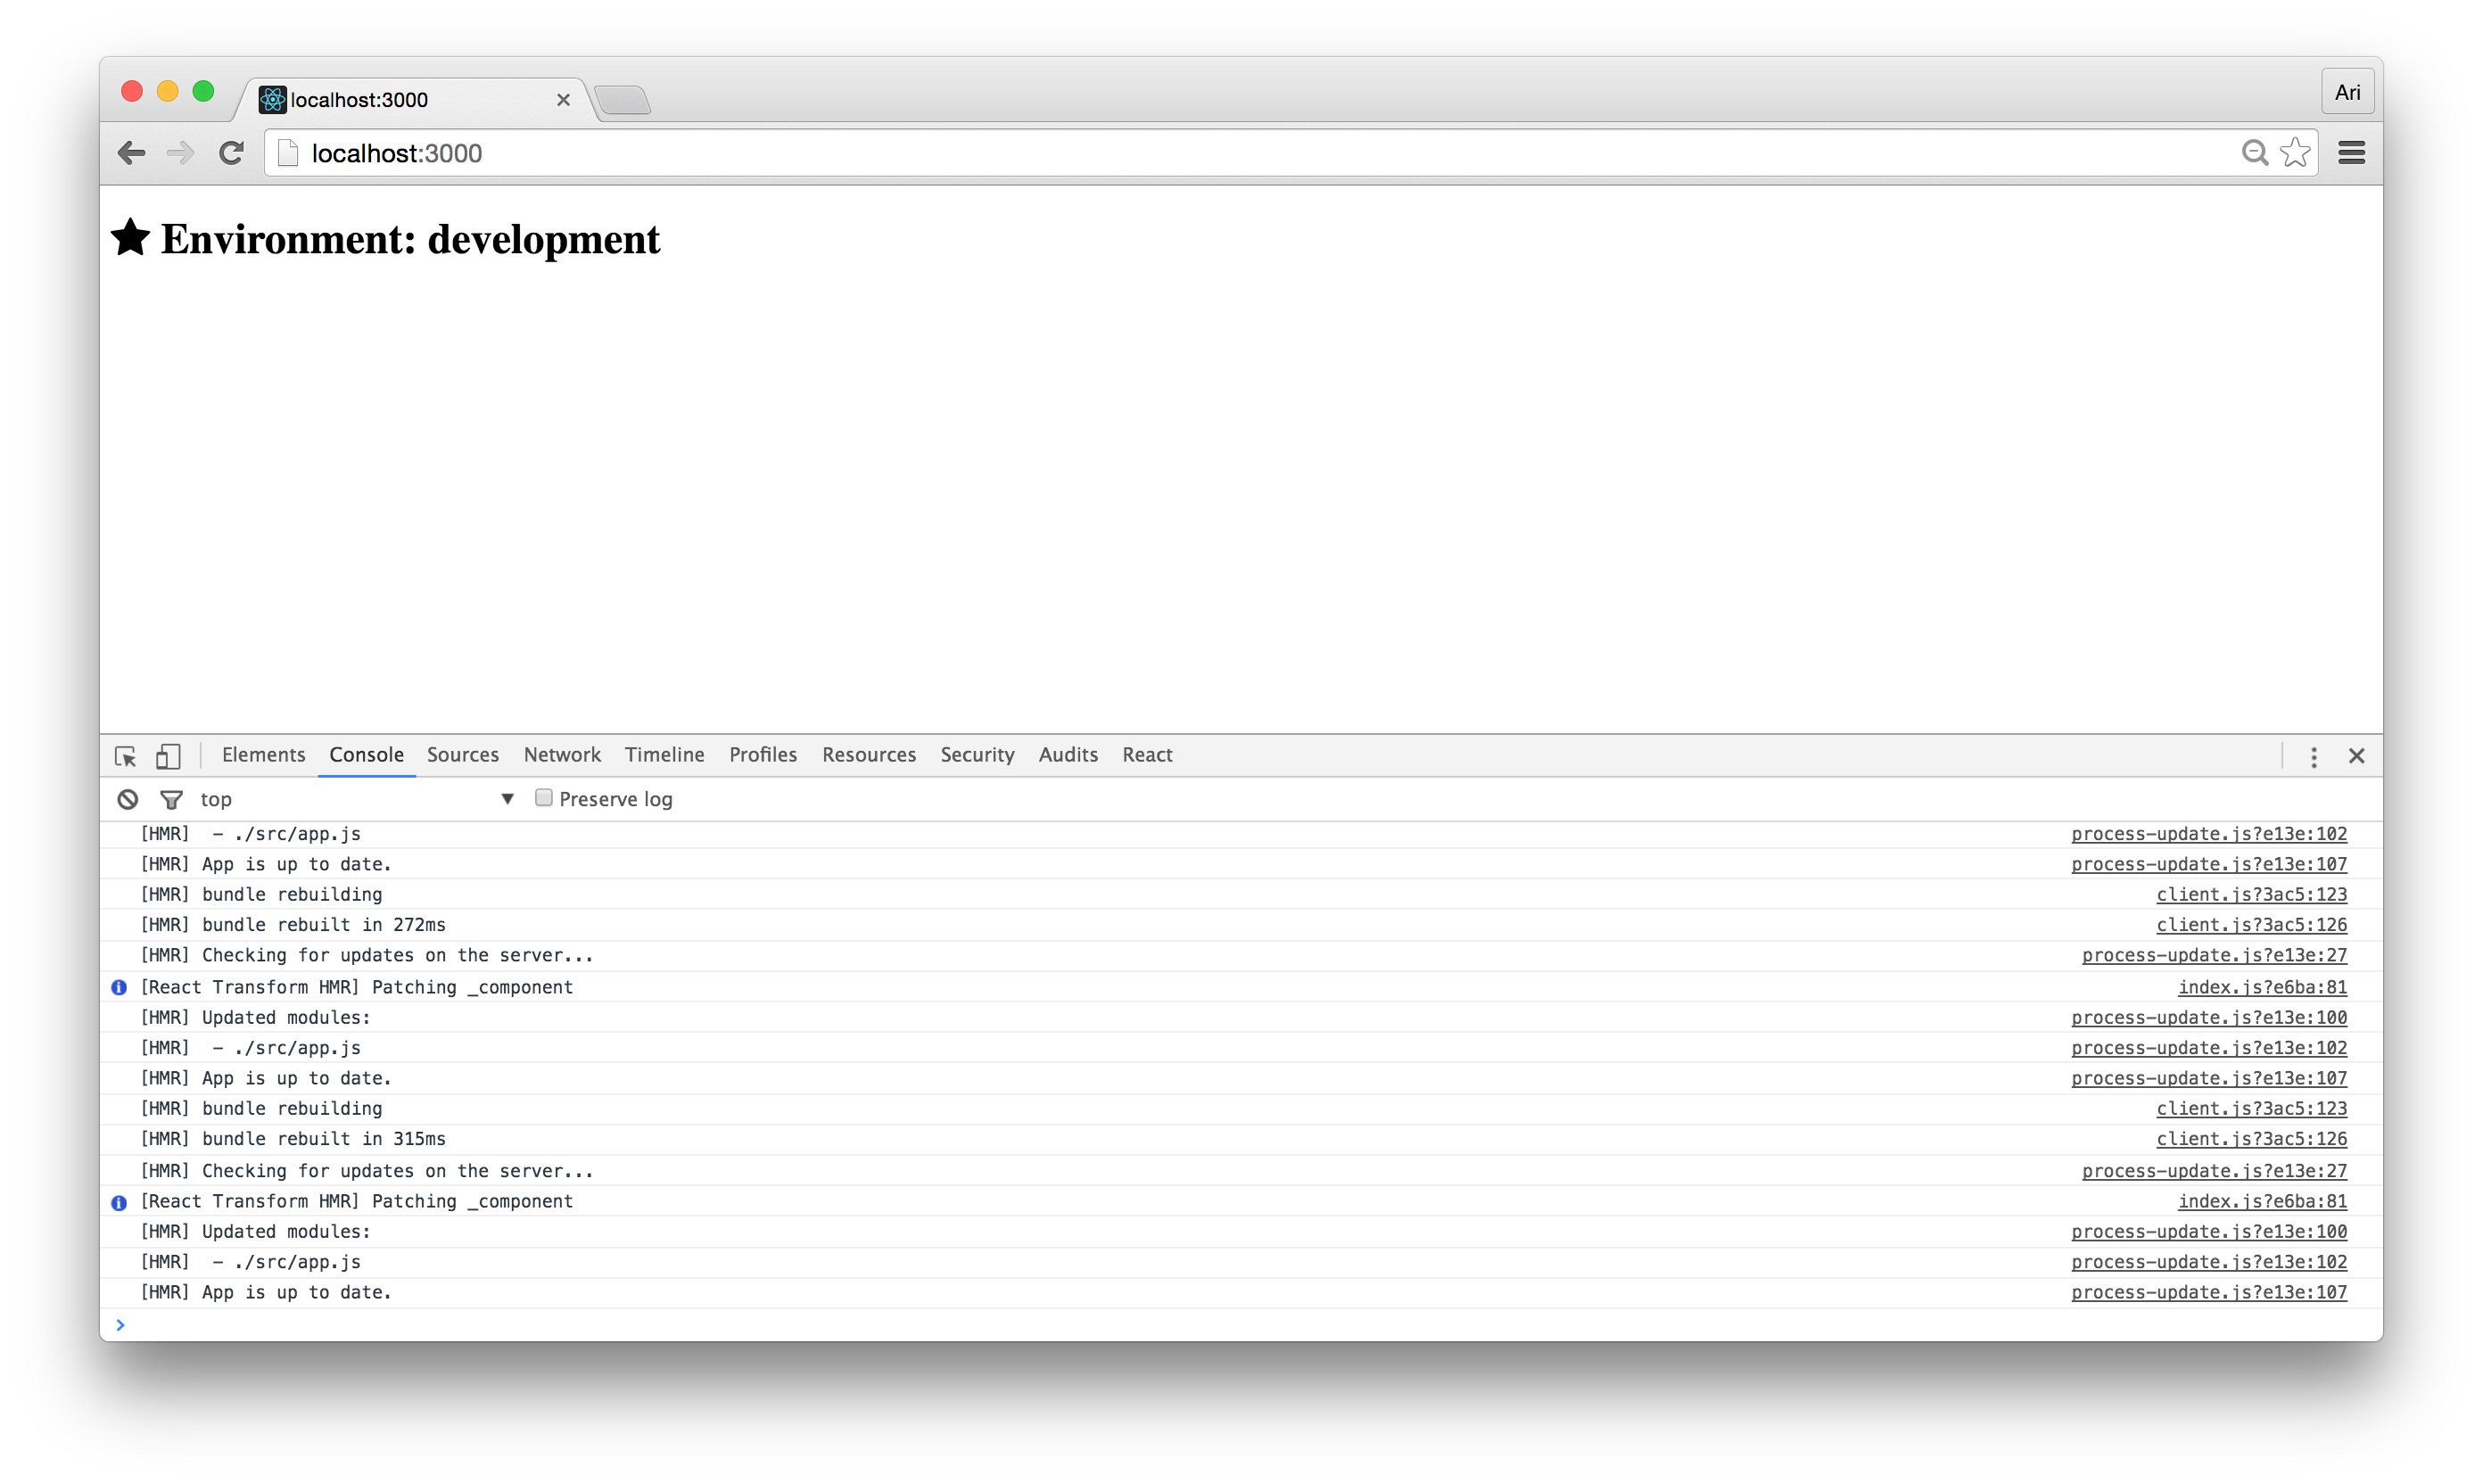 localhost:3000
Ari
localhost:3000
Environment: development
Elements Console Sources Network Timeline Profiles Resources Security Audits React
top Preserve log
[HMR]  – ./src/app.js process-update.js?e13e:102
[HMR] App is up to date. process-update.js?e13e:107
[HMR] bundle rebuilding client.js?3ac5:123
[HMR] bundle rebuilt in 272ms client.js?3ac5:126
[HMR] Checking for updates on the server... process-update.js?e13e:27
[React Transform HMR] Patching _component index.js?e6ba:81
[HMR] Updated modules: process-update.js?e13e:100
[HMR]  – ./src/app.js process-update.js?e13e:102
[HMR] App is up to date. process-update.js?e13e:107
[HMR] bundle rebuilding client.js?3ac5:123
[HMR] bundle rebuilt in 315ms client.js?3ac5:126
[HMR] Checking for updates on the server... process-update.js?e13e:27
[React Transform HMR] Patching _component index.js?e6ba:81
[HMR] Updated modules: process-update.js?e13e:100
[HMR]  – ./src/app.js process-update.js?e13e:102
[HMR] App is up to date. process-update.js?e13e:107